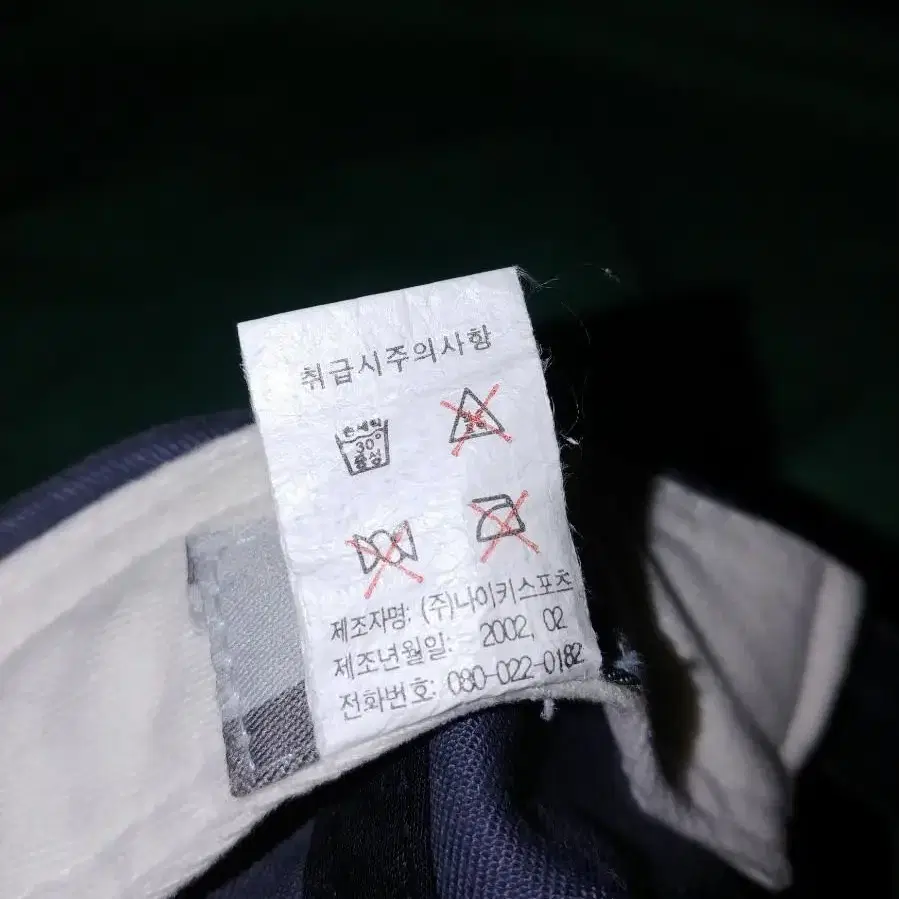 취급시주의사항
손세탁
30°
중성
제조자명: (주)나이키스포츠
제조년월일: 2002, 02
전화번호: 080-022-0182